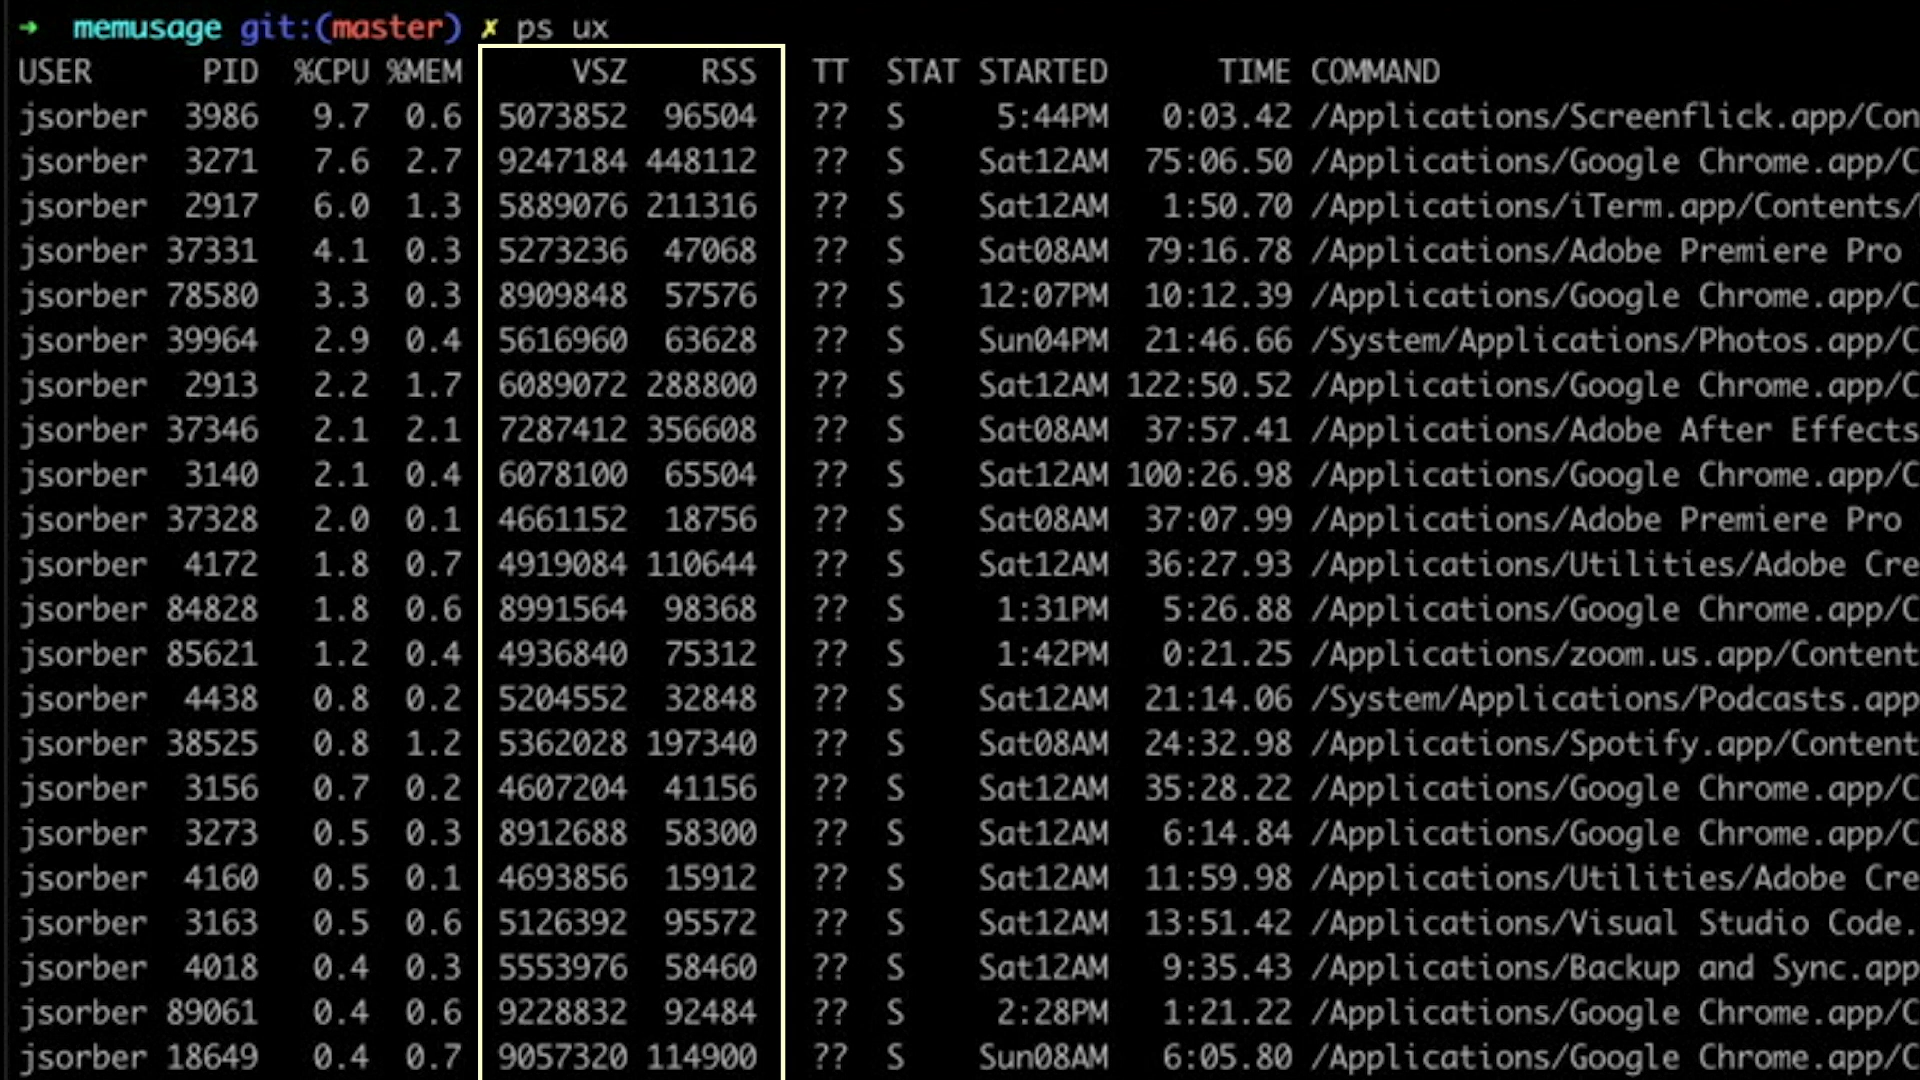 ➜ memusage git:(master) ✗ ps ux
USER PID %CPU %MEM VSZ RSS TT STAT STARTED TIME COMMAND
jsorber 3986 9.7 0.6 5073852 96504 ?? S 5:44PM 0:03.42 /Applications/Screenflick.app/Con
jsorber 3271 7.6 2.7 9247184 448112 ?? S Sat12AM 75:06.50 /Applications/Google Chrome.app/C
jsorber 2917 6.0 1.3 5889076 211316 ?? S Sat12AM 1:50.70 /Applications/iTerm.app/Contents/
jsorber 37331 4.1 0.3 5273236 47068 ?? S Sat08AM 79:16.78 /Applications/Adobe Premiere Pro
jsorber 78580 3.3 0.3 8909848 57576 ?? S 12:07PM 10:12.39 /Applications/Google Chrome.app/C
jsorber 39964 2.9 0.4 5616960 63628 ?? S Sun04PM 21:46.66 /System/Applications/Photos.app/C
jsorber 2913 2.2 1.7 6089072 288800 ?? S Sat12AM 122:50.52 /Applications/Google Chrome.app/C
jsorber 37346 2.1 2.1 7287412 356608 ?? S Sat08AM 37:57.41 /Applications/Adobe After Effects
jsorber 3140 2.1 0.4 6078100 65504 ?? S Sat12AM 100:26.98 /Applications/Google Chrome.app/C
jsorber 37328 2.0 0.1 4661152 18756 ?? S Sat08AM 37:07.99 /Applications/Adobe Premiere Pro
jsorber 4172 1.8 0.7 4919084 110644 ?? S Sat12AM 36:27.93 /Applications/Utilities/Adobe Cre
jsorber 84828 1.8 0.6 8991564 98368 ?? S 1:31PM 5:26.88 /Applications/Google Chrome.app/C
jsorber 85621 1.2 0.4 4936840 75312 ?? S 1:42PM 0:21.25 /Applications/zoom.us.app/Content
jsorber 4438 0.8 0.2 5204552 32848 ?? S Sat12AM 21:14.06 /System/Applications/Podcasts.app
jsorber 38525 0.8 1.2 5362028 197340 ?? S Sat08AM 24:32.98 /Applications/Spotify.app/Content
jsorber 3156 0.7 0.2 4607204 41156 ?? S Sat12AM 35:28.22 /Applications/Google Chrome.app/C
jsorber 3273 0.5 0.3 8912688 58300 ?? S Sat12AM 6:14.84 /Applications/Google Chrome.app/C
jsorber 4160 0.5 0.1 4693856 15912 ?? S Sat12AM 11:59.98 /Applications/Utilities/Adobe Cre
jsorber 3163 0.5 0.6 5126392 95572 ?? S Sat12AM 13:51.42 /Applications/Visual Studio Code.
jsorber 4018 0.4 0.3 5553976 58460 ?? S Sat12AM 9:35.43 /Applications/Backup and Sync.app
jsorber 89061 0.4 0.6 9228832 92484 ?? S 2:28PM 1:21.22 /Applications/Google Chrome.app/C
jsorber 18649 0.4 0.7 9057320 114900 ?? S Sun08AM 6:05.80 /Applications/Google Chrome.app/C